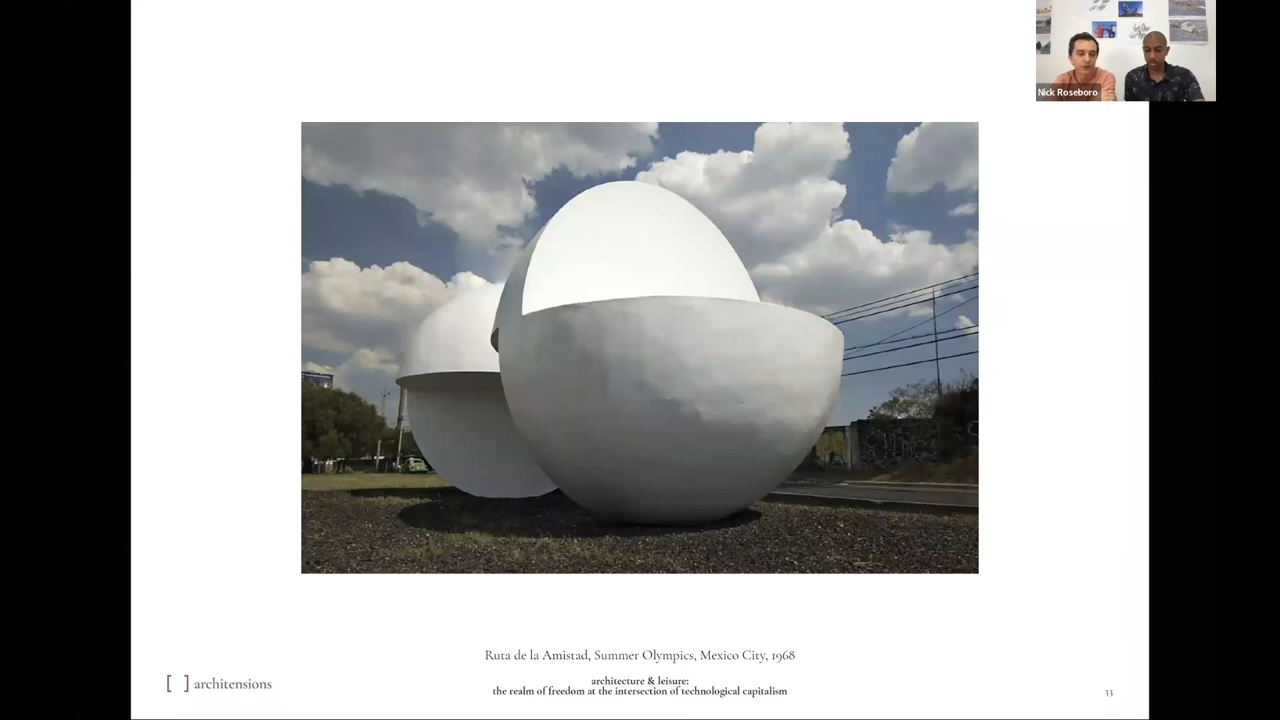 Nick Roseboro
Ruta de la Amistad, Summer Olympics, Mexico City, 1968
architecture & leisure:
the realm of freedom at the intersection of technological capitalism
[ ] architensions
33